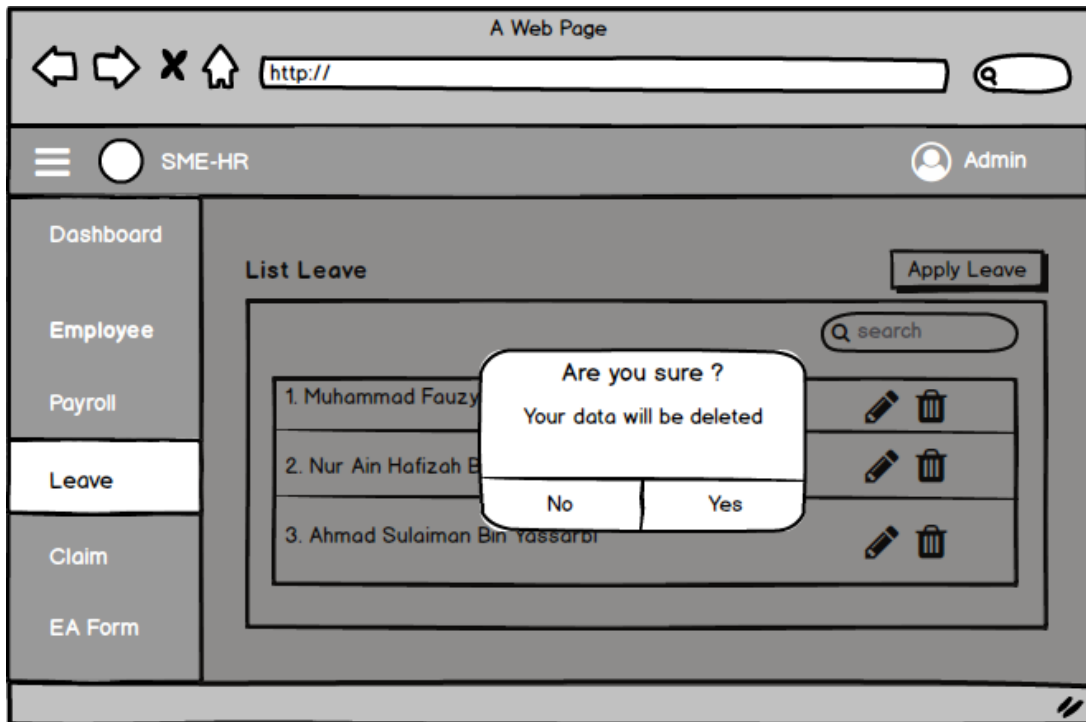 A Web Page
http://
SME-HR
Admin
Dashboard
Employee
Payroll
Leave
Claim
EA Form
List Leave
Apply Leave
search
1. Muhammad Fauzy
2. Nur Ain Hafizah B
3. Ahmad Sulaiman Bin Yassarbi
Are you sure ?
Your data will be deleted
No
Yes